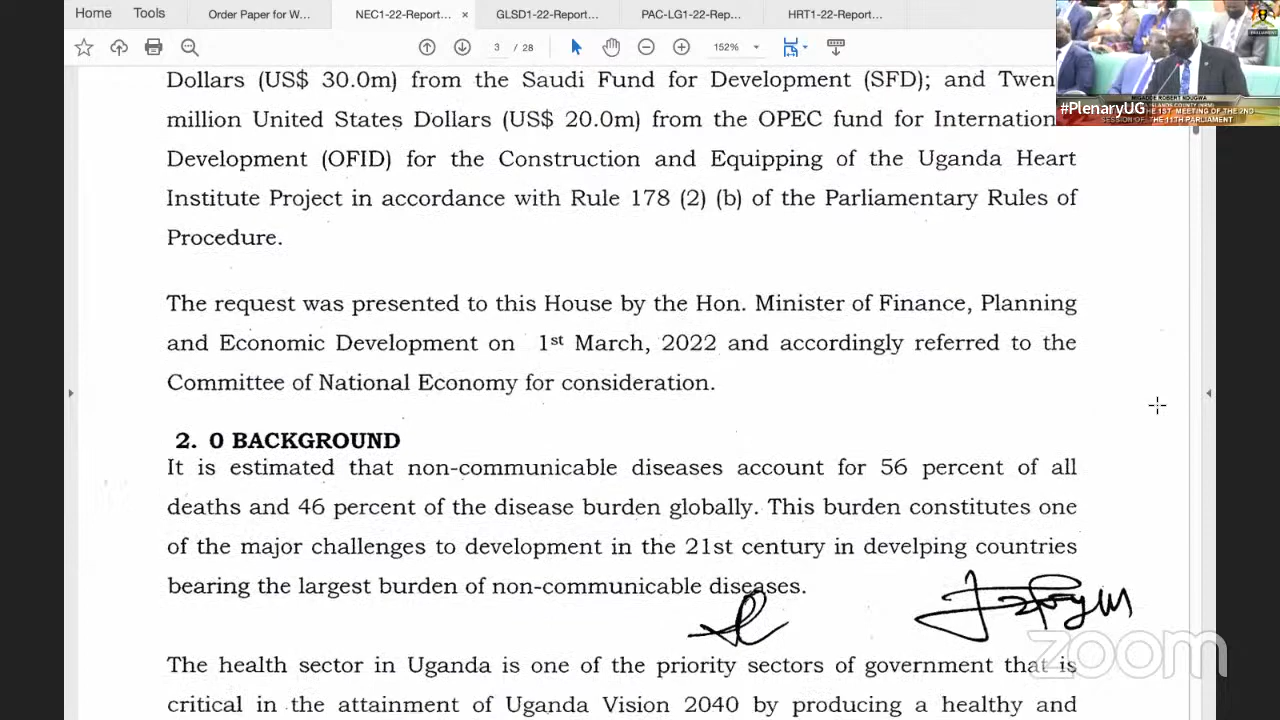 Home Tools Order Paper for W... NEC1-22-Report... × GLSD1-22-Report... PAC-LG1-22-Rep... HRT1-22-Report...
3 / 28 152%
#PlenaryUG
SESSION OF THE 11TH PARLIAMENT
Dollars (US$ 30.0m) from the Saudi Fund for Development (SFD); and Twen
million United States Dollars (US$ 20.0m) from the OPEC fund for Internation
Development (OFID) for the Construction and Equipping of the Uganda Heart
Institute Project in accordance with Rule 178 (2) (b) of the Parliamentary Rules of
Procedure.
The request was presented to this House by the Hon. Minister of Finance, Planning
and Economic Development on 1st March, 2022 and accordingly referred to the
Committee of National Economy for consideration.
2. 0 BACKGROUND
It is estimated that non-communicable diseases account for 56 percent of all
deaths and 46 percent of the disease burden globally. This burden constitutes one
of the major challenges to development in the 21st century in develping countries
bearing the largest burden of non-communicable diseases.
zoom
The health sector in Uganda is one of the priority sectors of government that is
critical in the attainment of Uganda Vision 2040 by producing a healthy and